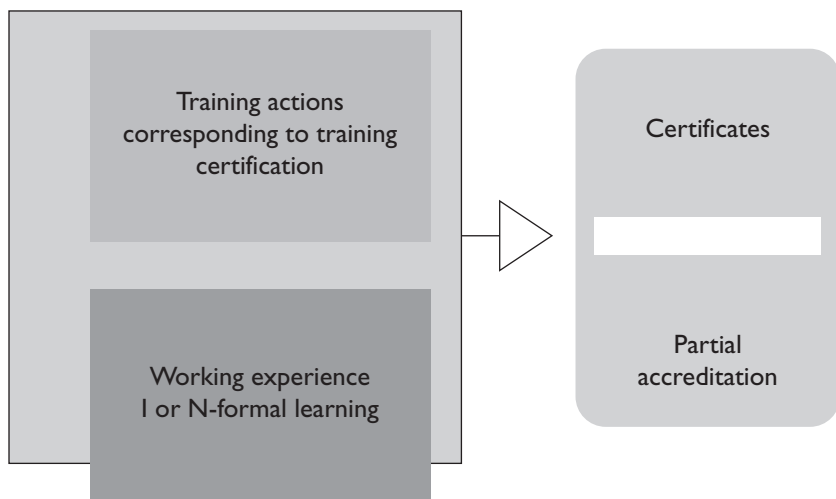 Training actions
corresponding to training
certification
Working experience
I or N-formal learning
Certificates
Partial
accreditation